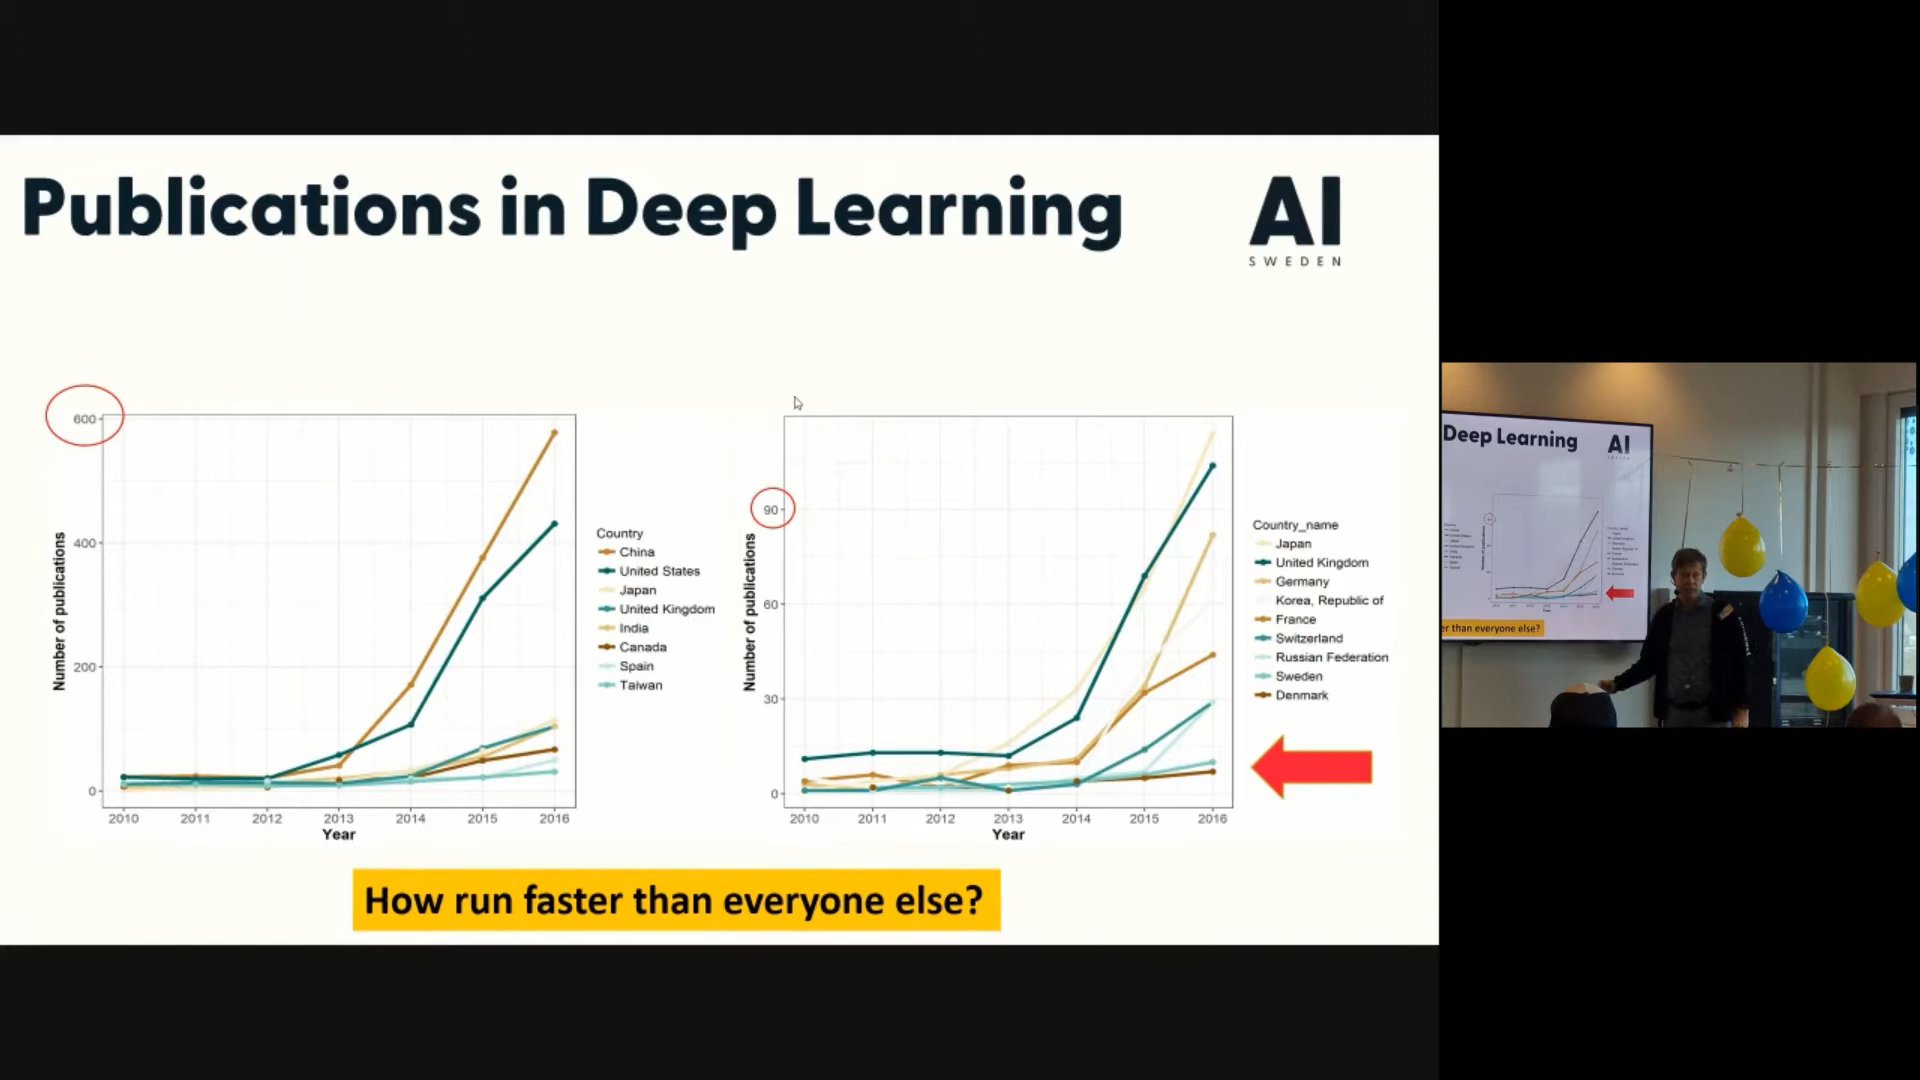 Publications in Deep Learning
AI
SWEDEN
600
400
200
0
Number of publications
2010 2011 2012 2013 2014 2015 2016
Year
Country
China
United States
Japan
United Kingdom
India
Canada
Spain
Taiwan
90
60
30
0
Number of publications
2010 2011 2012 2013 2014 2015 2016
Year
Country_name
Japan
United Kingdom
Germany
Korea, Republic of
France
Switzerland
Russian Federation
Sweden
Denmark
How run faster than everyone else?
Deep Learning
AI
than everyone else?